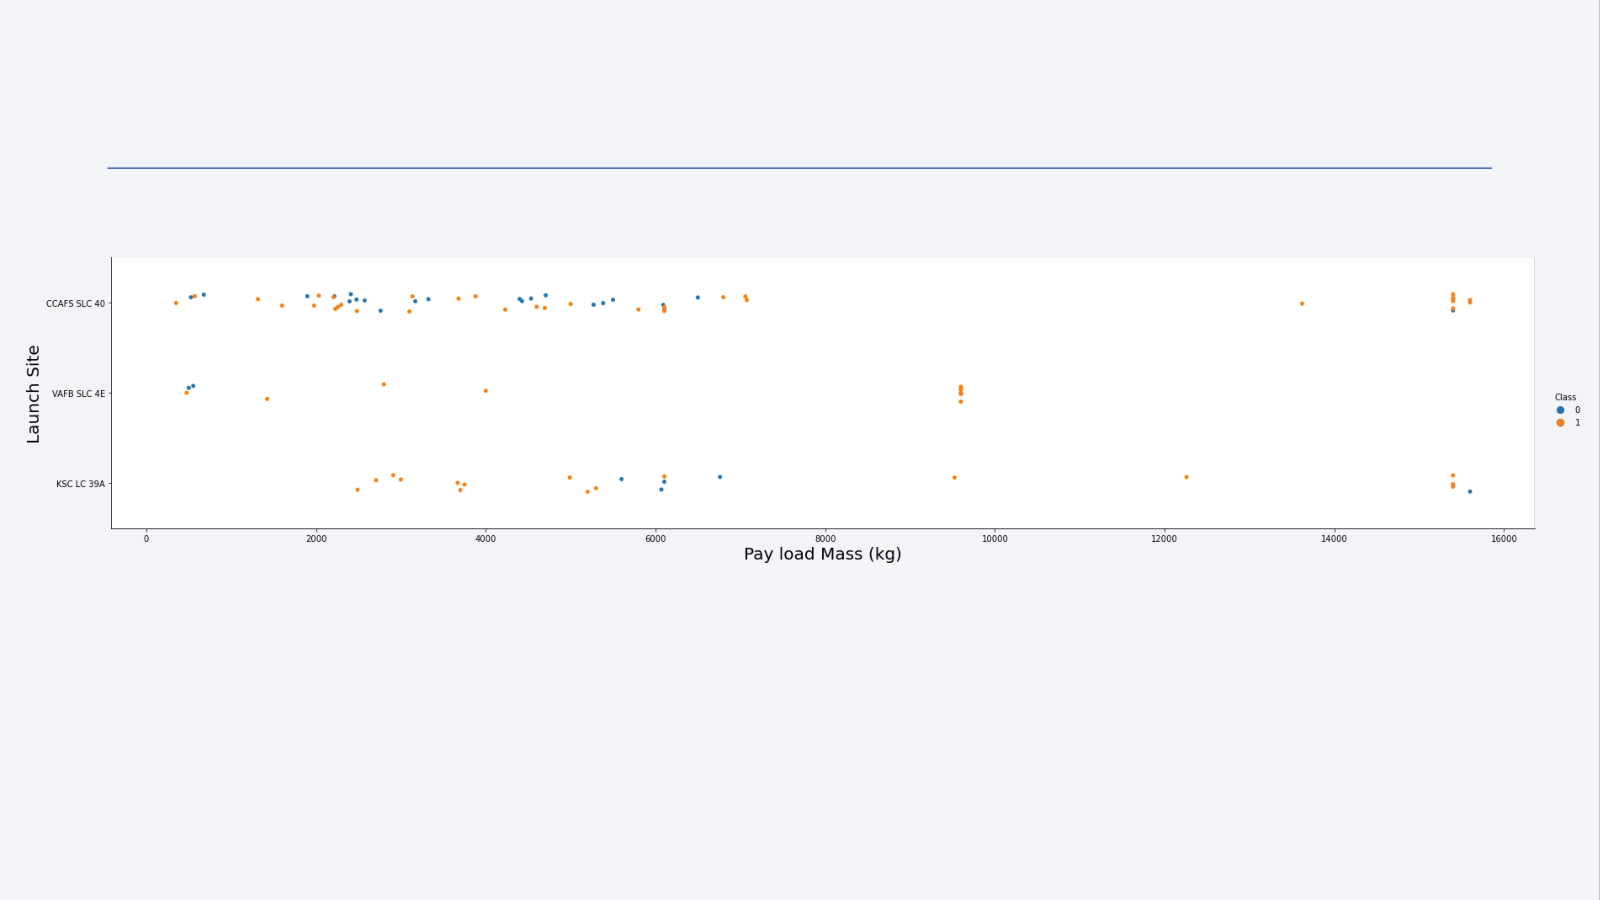 CCAFS SLC 40
VAFB SLC 4E
KSC LC 39A
Launch Site
0 2000 4000 6000 8000 10000 12000 14000 16000
Pay load Mass (kg)
Class
0
1